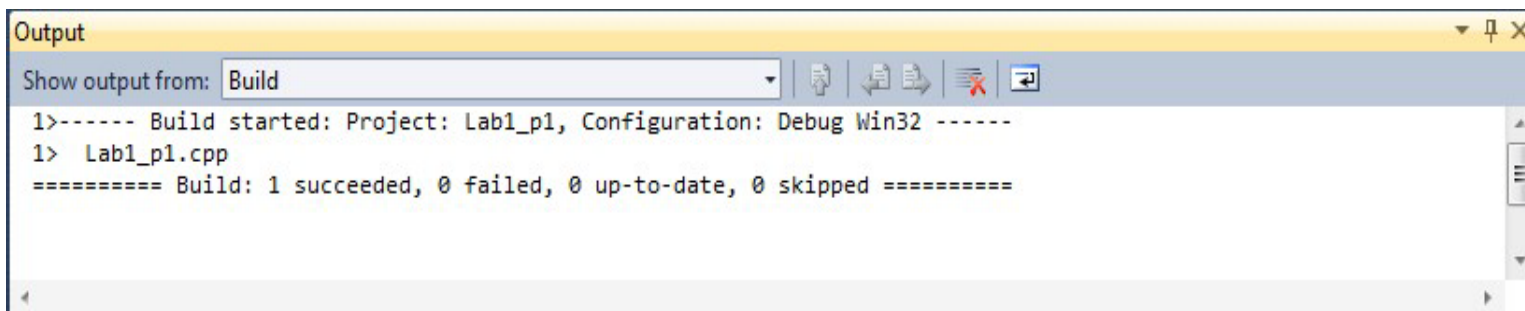 Output
Show output from: Build
1>------ Build started: Project: Lab1_p1, Configuration: Debug Win32 ------
1>  Lab1_p1.cpp
========== Build: 1 succeeded, 0 failed, 0 up-to-date, 0 skipped ==========